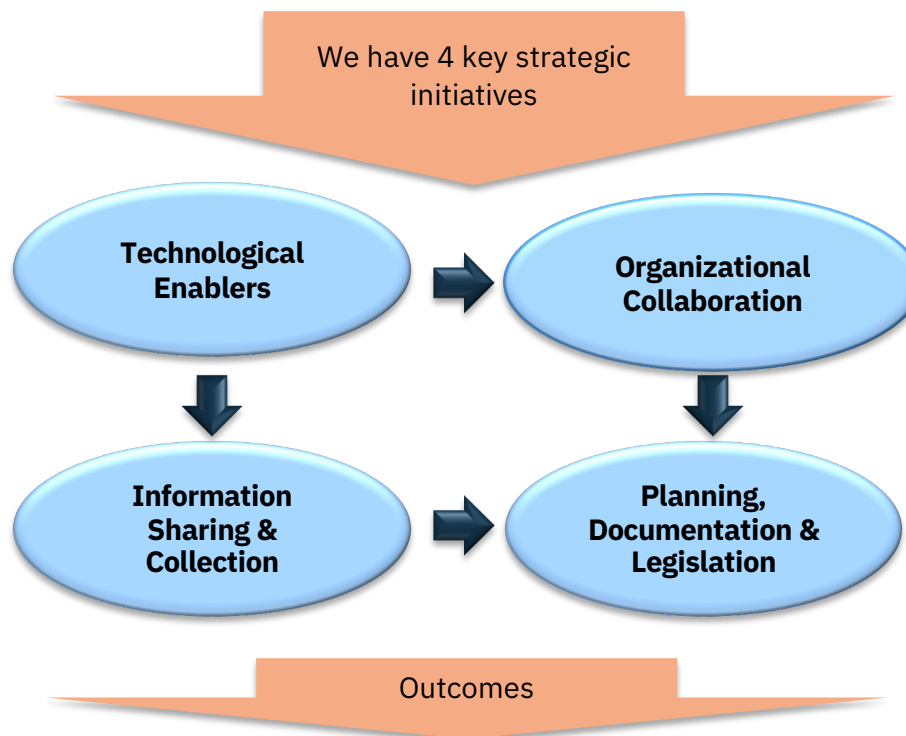 We have 4 key strategic
initiatives
Technological
Enablers
Organizational
Collaboration
Information
Sharing &
Collection
Planning,
Documentation &
Legislation
Outcomes